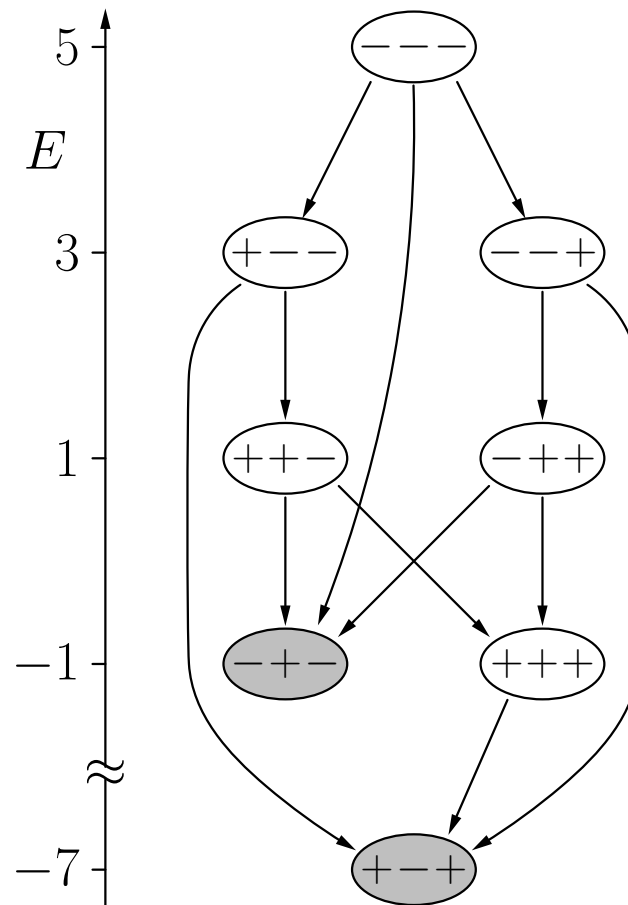 5
− − −
E
3
+ − −
− − +
1
+ + −
− + +
−1
− + −
+ + +
≈
−7
+ − +